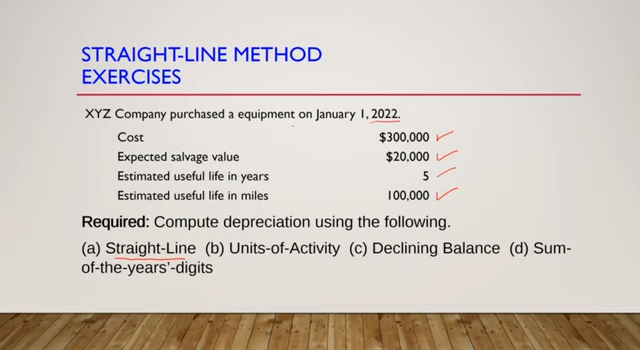 STRAIGHT-LINE METHOD
EXERCISES
XYZ Company purchased a equipment on January 1, 2022.
Cost $300,000
Expected salvage value $20,000
Estimated useful life in years 5
Estimated useful life in miles 100,000
Required: Compute depreciation using the following.
(a) Straight-Line (b) Units-of-Activity (c) Declining Balance (d) Sum-
of-the-years'-digits